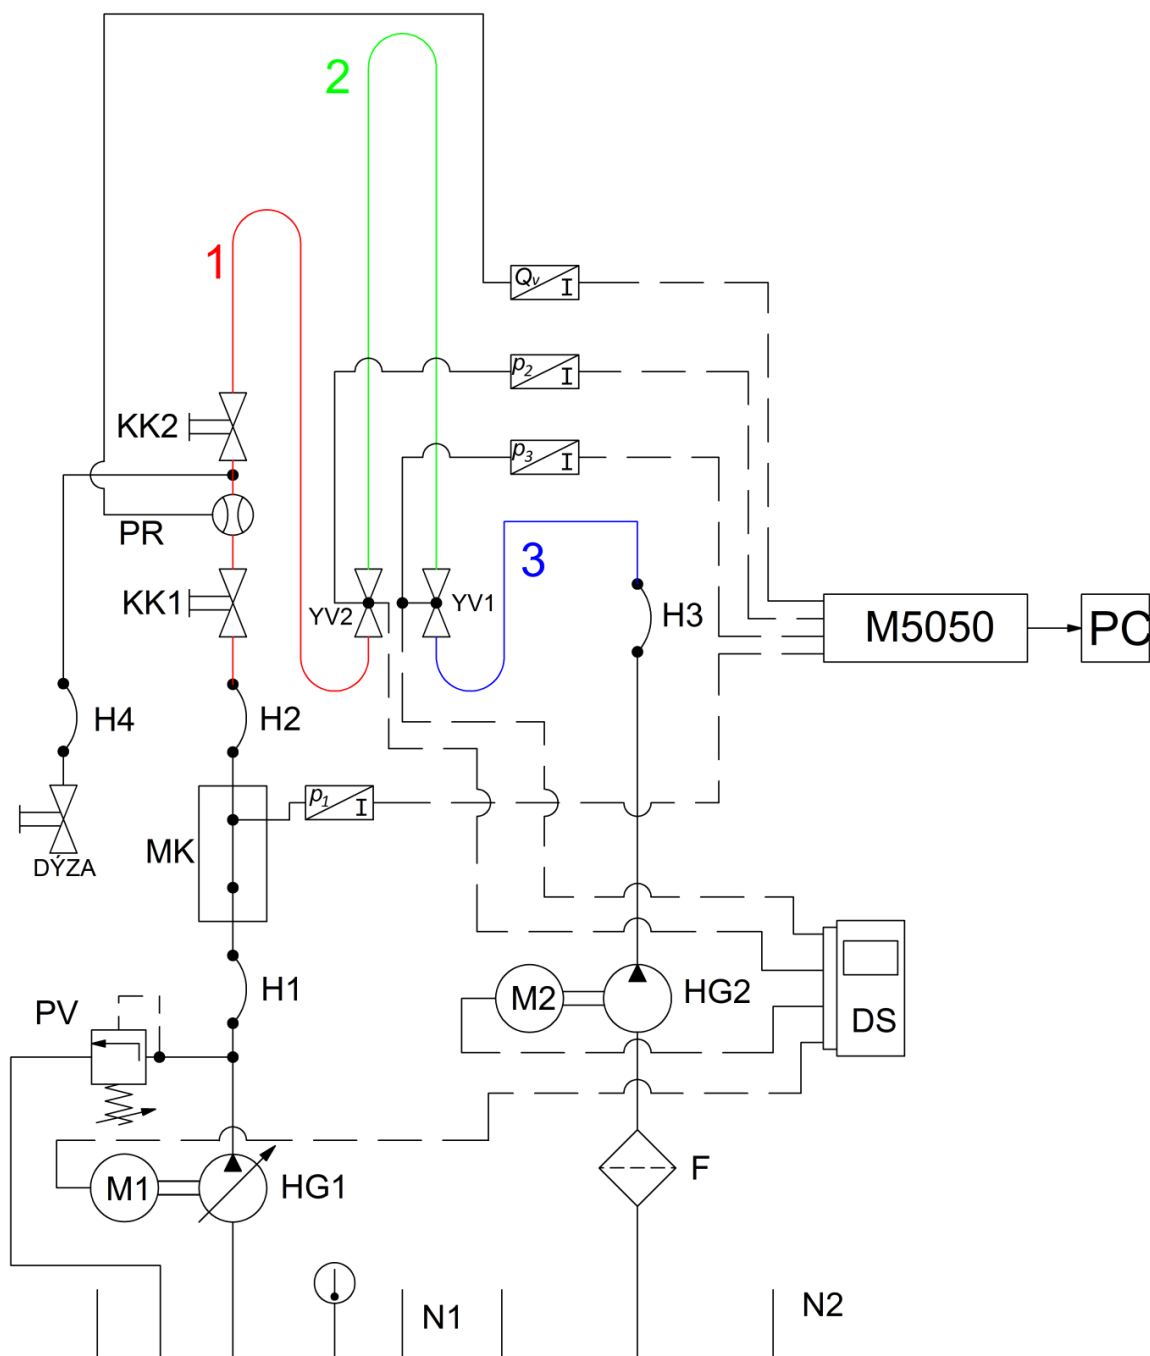 2
1
Qv
I
p2
I
KK2
p3
I
PR
3
KK1
YV2
YV1
H3
M5050
PC
H4
H2
p1
I
MK
DÝZA
H1
M2
HG2
PV
DS
M1
HG1
F
N1
N2